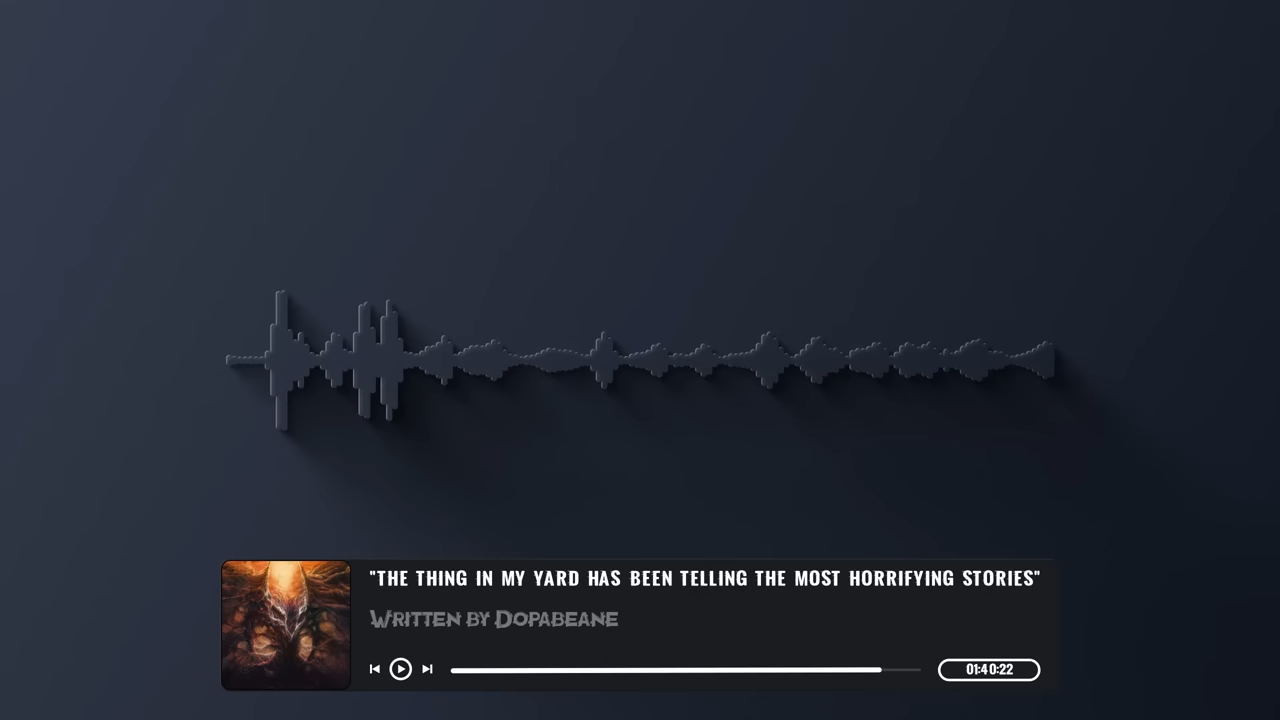 "THE THING IN MY YARD HAS BEEN TELLING THE MOST HORRIFYING STORIES"
WRITTEN BY DOPABEANE
01:40:22